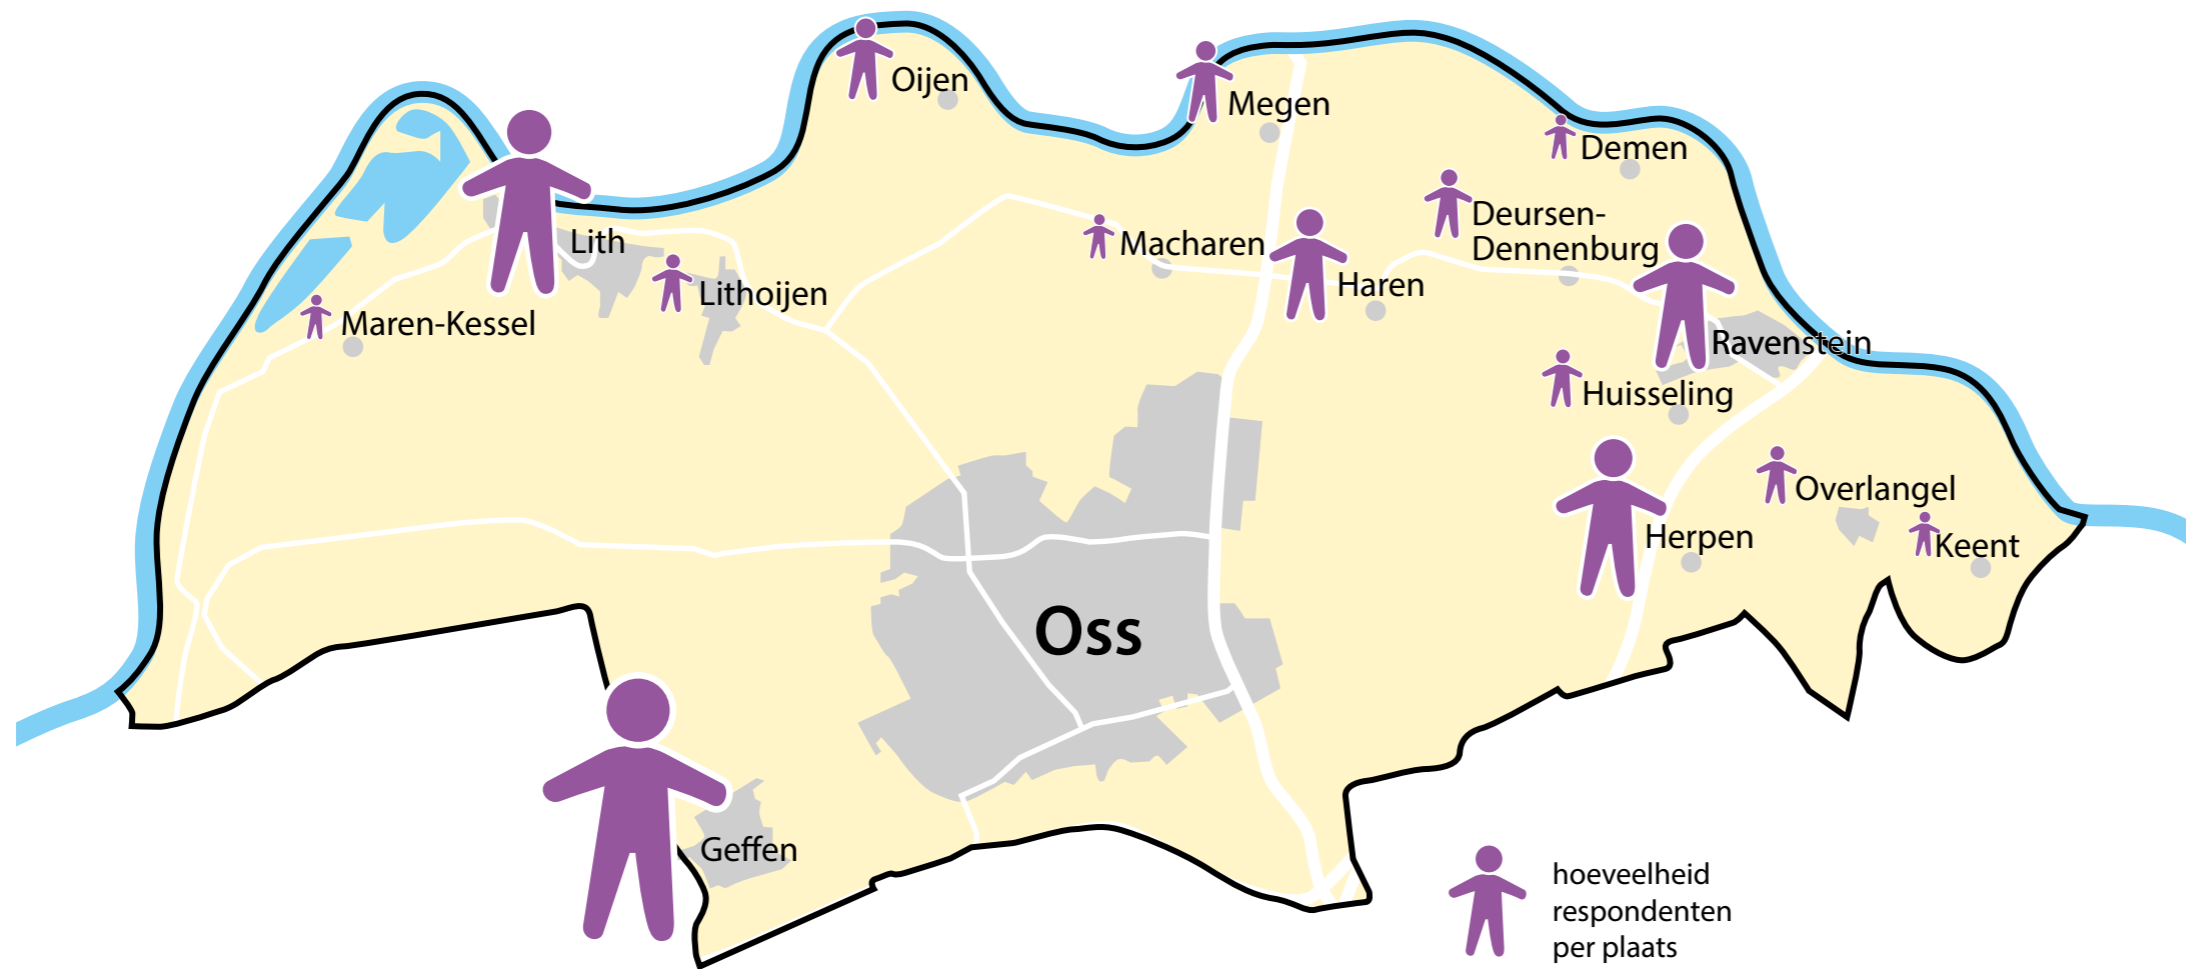 Oijen
Megen
Demen
Deursen-
Dennenburg
Lith
Macharen
Haren
Lithoijen
Maren-Kessel
Ravenstein
Huisseling
Overlangel
Herpen
Keent
Oss
Geffen
hoeveelheid
respondenten
per plaats